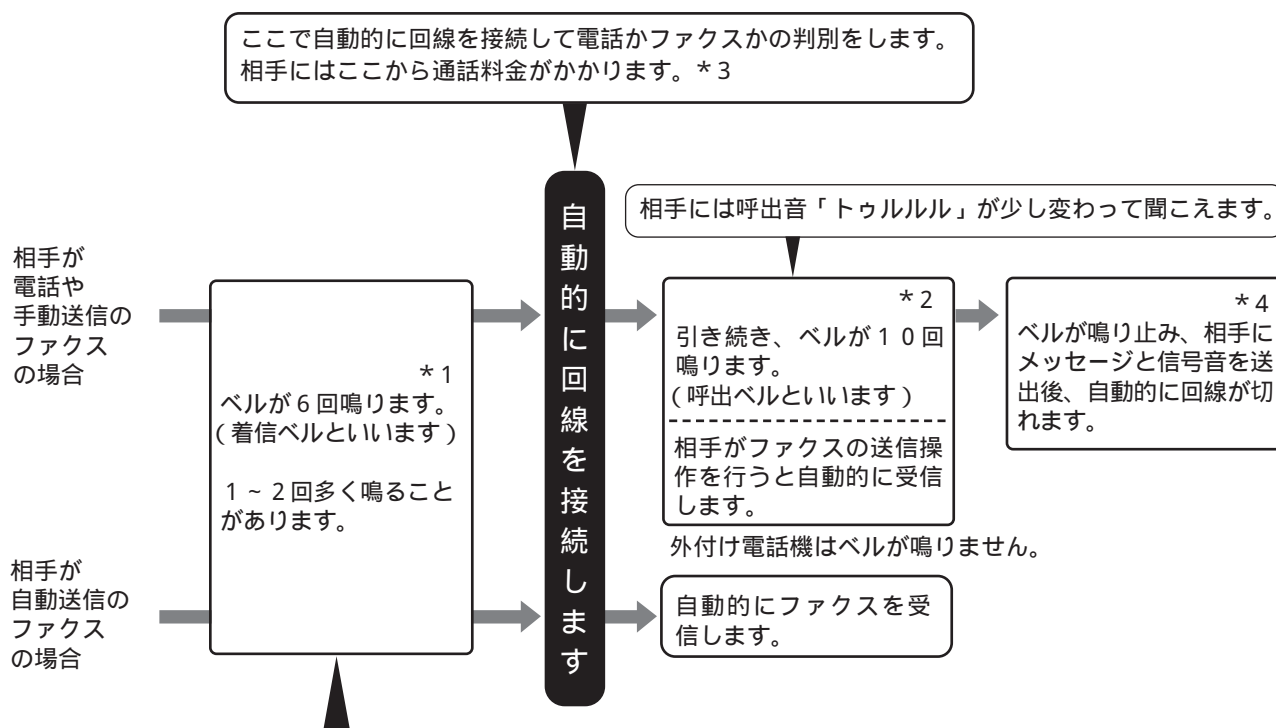 ここで自動的に回線を接続して電話かファクスかの判別をします。
相手にはここから通話料金がかかります。＊3
自動的に回線を接続します
相手には呼出音「トゥルルル」が少し変わって聞こえます。
相手が
電話や
手動送信の
ファクス
の場合
＊1
ベルが6回鳴ります。
（着信ベルといいます）
1～2回多く鳴ること
があります。
＊2
引き続き、ベルが10回
鳴ります。
（呼出ベルといいます）
相手がファクスの送信操
作を行うと自動的に受信
します。
＊4
ベルが鳴り止み、相手に
メッセージと信号音を送
出後、自動的に回線が切
れます。
外付け電話機はベルが鳴りません。
相手が
自動送信の
ファクス
の場合
自動的にファクスを受
信します。